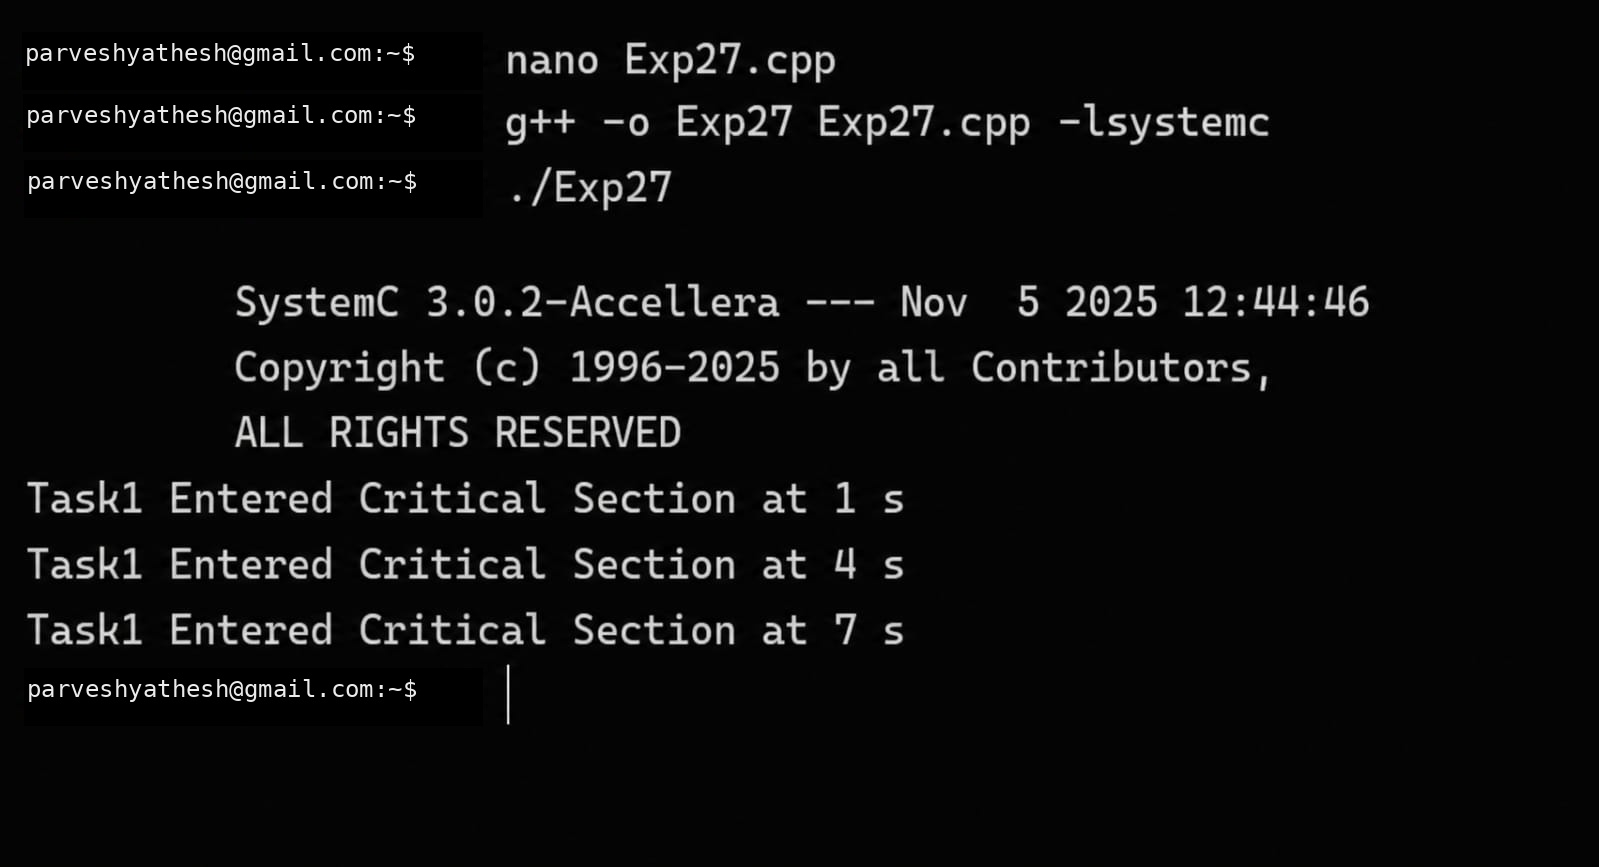 parveshyathesh@gmail.com:~$ nano Exp27.cpp
parveshyathesh@gmail.com:~$ g++ -o Exp27 Exp27.cpp -lsystemc
parveshyathesh@gmail.com:~$ ./Exp27
SystemC 3.0.2-Accellera --- Nov  5 2025 12:44:46
Copyright (c) 1996-2025 by all Contributors,
ALL RIGHTS RESERVED
Task1 Entered Critical Section at 1 s
Task1 Entered Critical Section at 4 s
Task1 Entered Critical Section at 7 s
parveshyathesh@gmail.com:~$